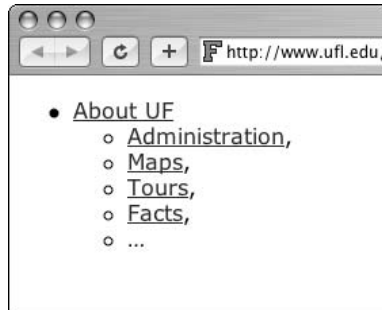 F http://www.ufl.edu,
• About UF
◦ Administration,
◦ Maps,
◦ Tours,
◦ Facts,
◦ ...